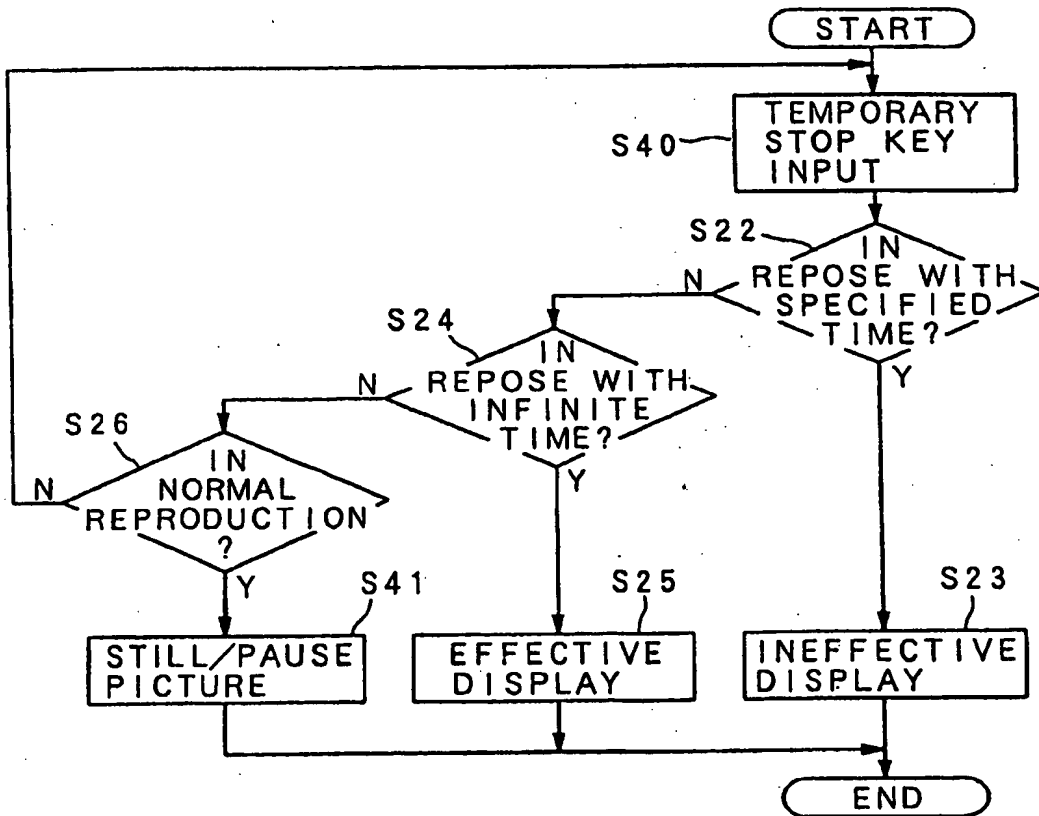 START
TEMPORARY
STOP KEY
INPUT
S40
S22
IN
REPOSE WITH
SPECIFIED
TIME?
N
Y
S24
IN
REPOSE WITH
INFINITE
TIME?
N
Y
S26
IN
NORMAL
REPRODUCTION
?
N
Y
S41
STILL/PAUSE
PICTURE
S25
EFFECTIVE
DISPLAY
S23
INEFFECTIVE
DISPLAY
END